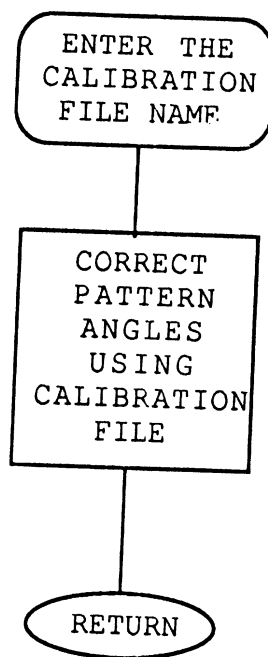 ENTER THE
CALIBRATION
FILE NAME
CORRECT
PATTERN
ANGLES
USING
CALIBRATION
FILE
RETURN